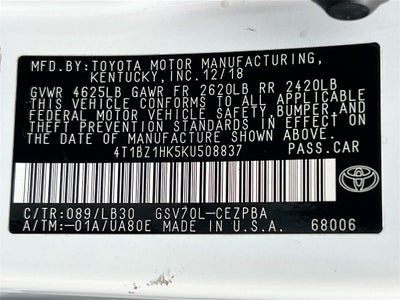 MFD.BY:TOYOTA MOTOR MANUFACTURING,
KENTUCKY, INC.12/18
GVWR 4625LB GAWR FR 2620LB RR 2420LB
THIS VEHICLE CONFORMS TO ALL APPLICABLE
FEDERAL MOTOR VEHICLE SAFETY, BUMPER, AND
THEFT PREVENTION STANDARDS IN EFFECT ON
THE DATE OF MANUFACTURE SHOWN ABOVE.
4T1BZ1HK5KU508837 PASS.CAR
C/TR:089/LB30 GSV70L-CEZPBA
A/TM:-01A/UA80E MADE IN U.S.A. 68006
TOYOTA